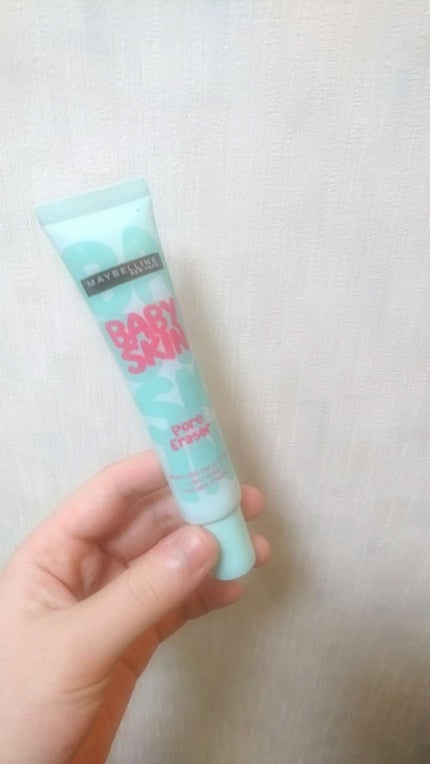 MAYBELLINE
NEW YORK
BABY
SKIN
Pore
Eraser